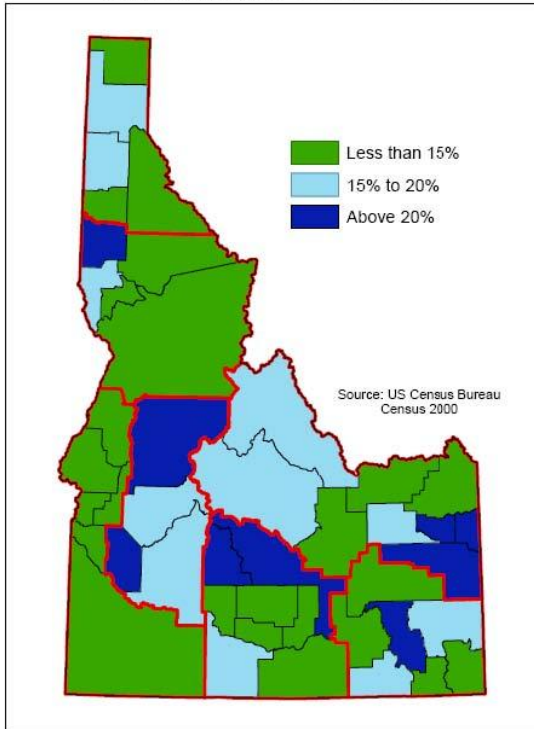 Less than 15%
15% to 20%
Above 20%
Source: US Census Bureau
Census 2000